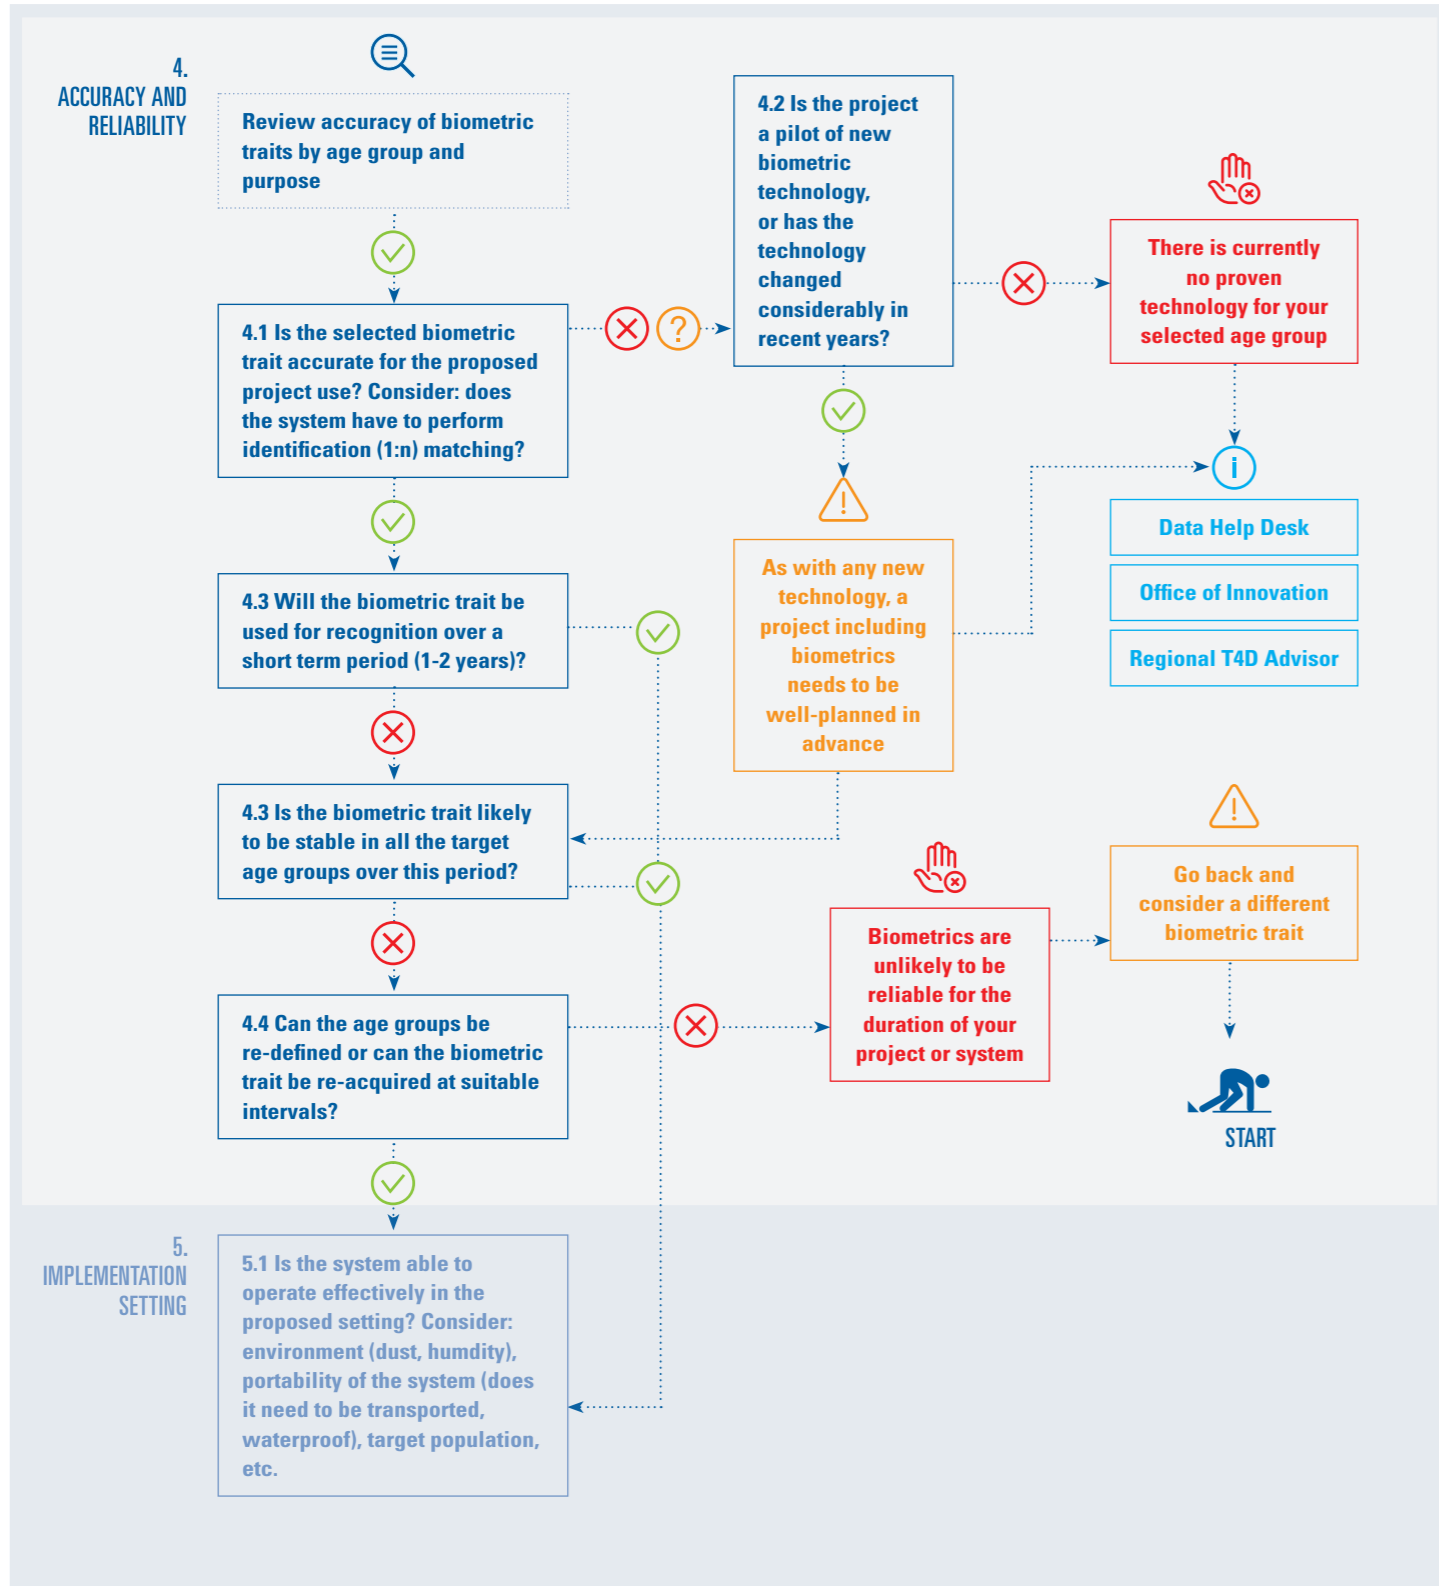 4.
ACCURACY AND
RELIABILITY
Review accuracy of biometric
traits by age group and
purpose
4.1 Is the selected biometric
trait accurate for the proposed
project use? Consider: does
the system have to perform
identification (1:n) matching?
?
4.2 Is the project
a pilot of new
biometric
technology,
or has the
technology
changed
considerably in
recent years?
There is currently
no proven
technology for your
selected age group
i
Data Help Desk
Office of Innovation
Regional T4D Advisor
!
As with any new
technology, a
project including
biometrics
needs to be
well-planned in
advance
4.3 Will the biometric trait be
used for recognition over a
short term period (1-2 years)?
4.3 Is the biometric trait likely
to be stable in all the target
age groups over this period?
4.4 Can the age groups be
re-defined or can the biometric
trait be re-acquired at suitable
intervals?
Biometrics are
unlikely to be
reliable for the
duration of your
project or system
!
Go back and
consider a different
biometric trait
START
5.
IMPLEMENTATION
SETTING
5.1 Is the system able to
operate effectively in the
proposed setting? Consider:
environment (dust, humdity),
portability of the system (does
it need to be transported,
waterproof), target population,
etc.